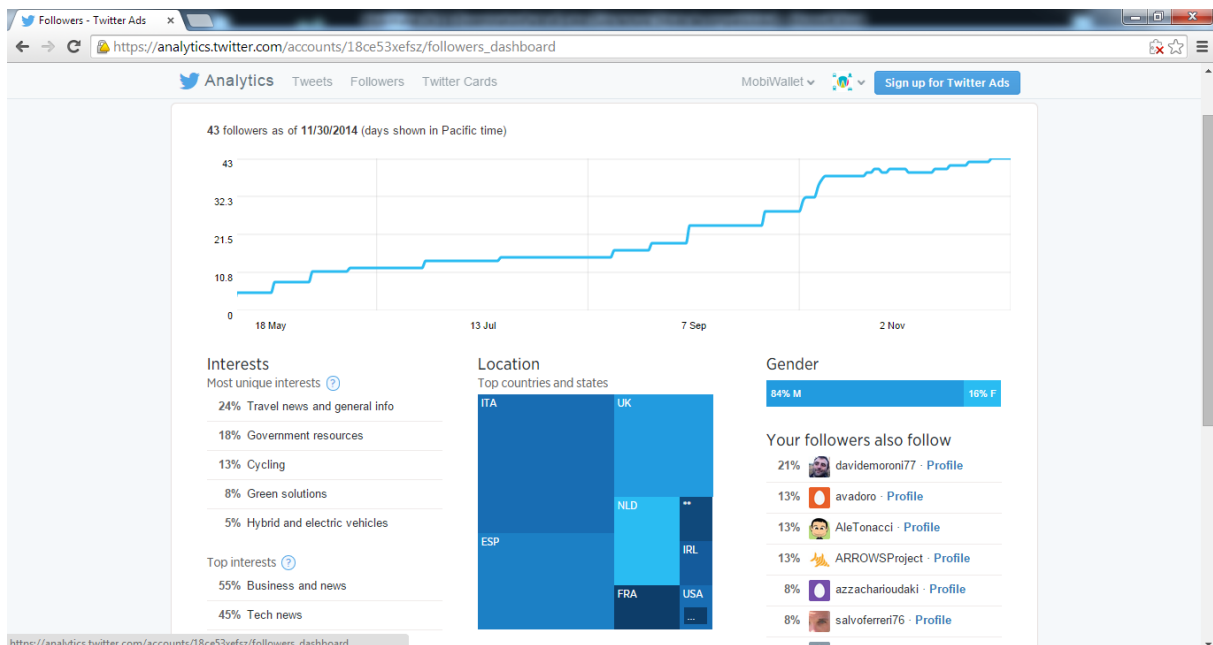 Followers - Twitter Ads
https://analytics.twitter.com/accounts/18ce53xefsz/followers_dashboard
Analytics Tweets Followers Twitter Cards MobiWallet Sign up for Twitter Ads
43 followers as of 11/30/2014 (days shown in Pacific time)
43
32.3
21.5
10.8
0
18 May 13 Jul 7 Sep 2 Nov
Interests
Most unique interests ?
24% Travel news and general info
18% Government resources
13% Cycling
8% Green solutions
5% Hybrid and electric vehicles
Top interests ?
55% Business and news
45% Tech news
Location
Top countries and states
ITA UK
NLD **
ESP IRL
FRA USA
...
Gender
84% M 16% F
Your followers also follow
21% davidemoroni77 · Profile
13% avadoro · Profile
13% AleTonacci · Profile
13% ARROWSProject · Profile
8% azzacharioudaki · Profile
8% salvoferreri76 · Profile
https://analytics.twitter.com/accounts/18ce53xefsz/followers_dashboard